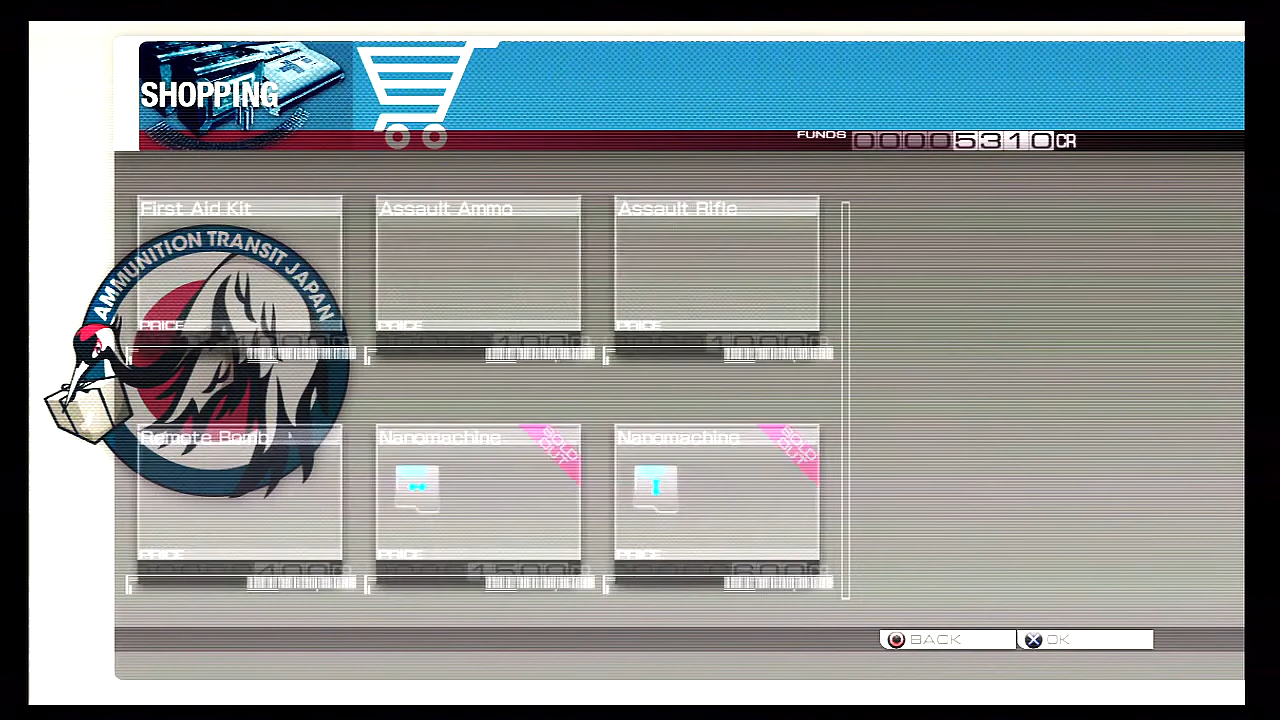 SHOPPING
FUNDS 00005310CR
AMMUNITION TRANSIT JAPAN
First Aid Kit
PRICE
Assault Ammo
PRICE
Assault Rifle
PRICE
Remote Bomb
PRICE
Nanomachine
SOLD OUT
PRICE
Nanomachine
SOLD OUT
PRICE
BACK
OK